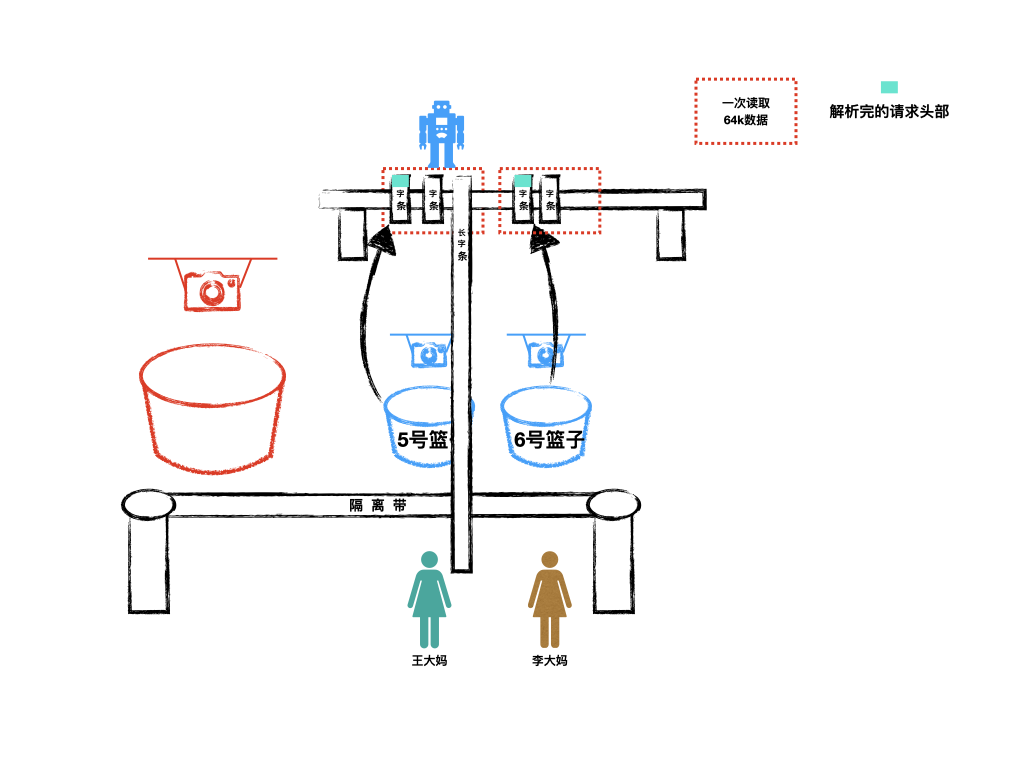 一次读取
64k数据
解析完的请求头部
字
条
字
条
字
条
字
条
长
字
条
5号篮
6号篮子
隔 离 带
王大妈
李大妈